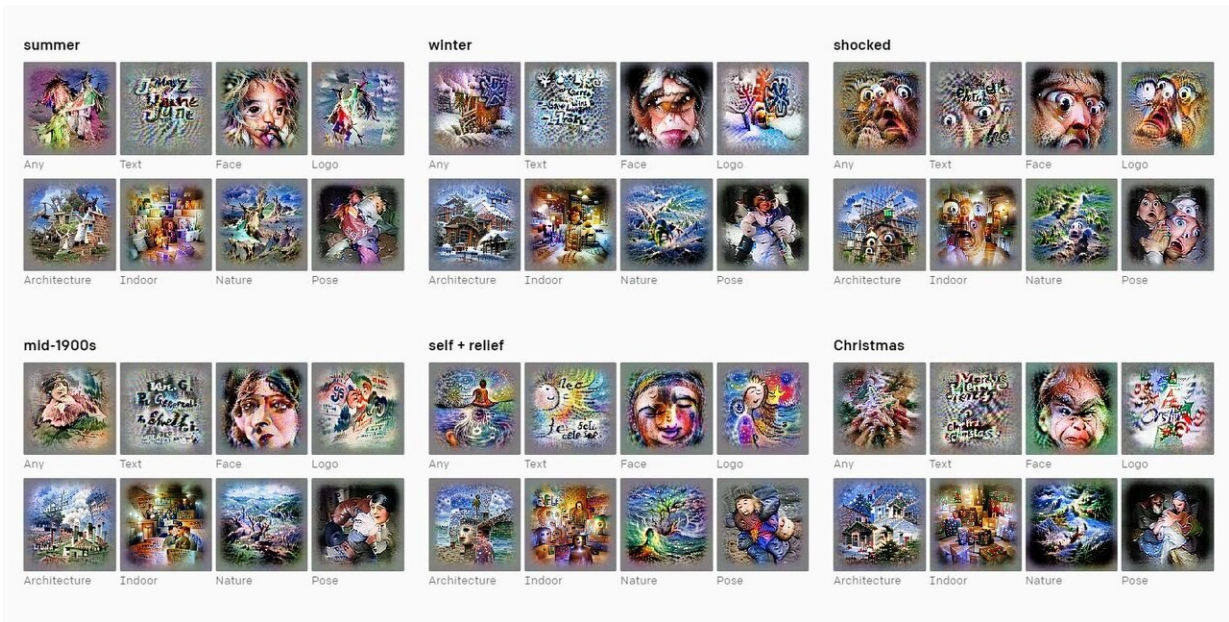 summer
Any Text Face Logo
Architecture Indoor Nature Pose
winter
Any Text Face Logo
Architecture Indoor Nature Pose
shocked
Any Text Face Logo
Architecture Indoor Nature Pose
mid-1900s
Any Text Face Logo
Architecture Indoor Nature Pose
self + relief
Any Text Face Logo
Architecture Indoor Nature Pose
Christmas
Any Text Face Logo
Architecture Indoor Nature Pose